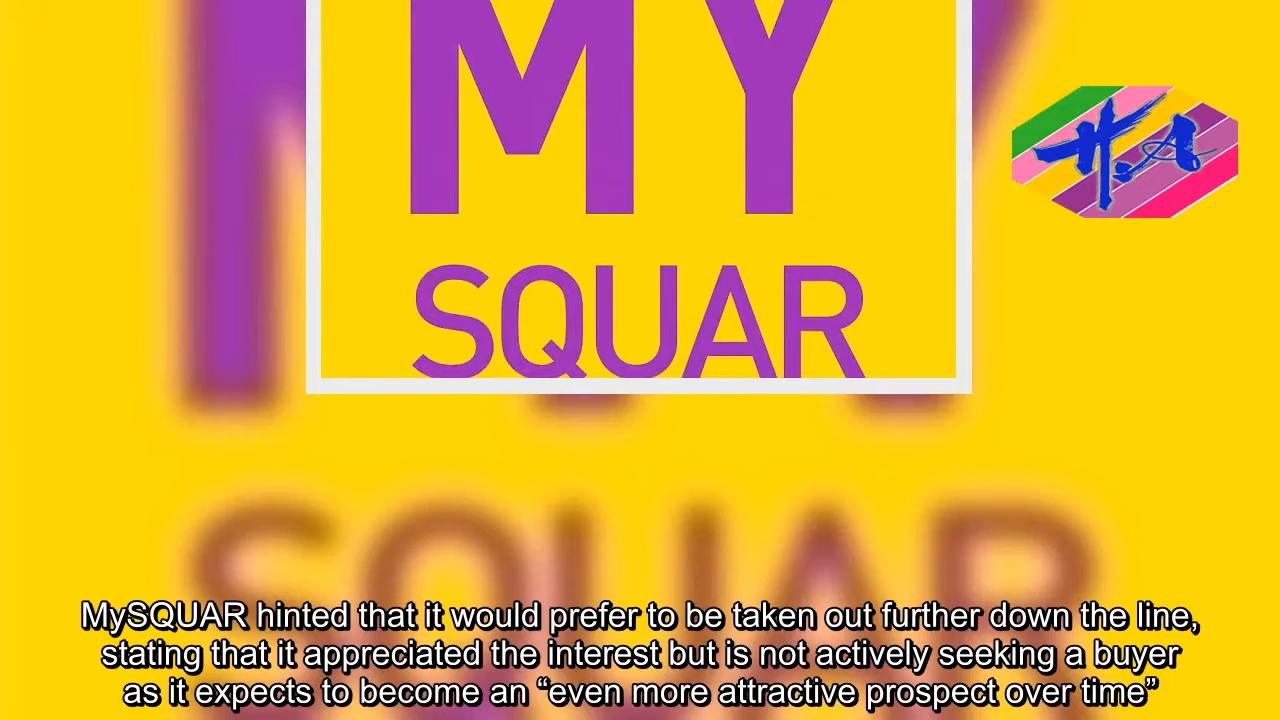 MY
SQUAR
H.A
MySQUAR hinted that it would prefer to be taken out further down the line,
stating that it appreciated the interest but is not actively seeking a buyer
as it expects to become an “even more attractive prospect over time”